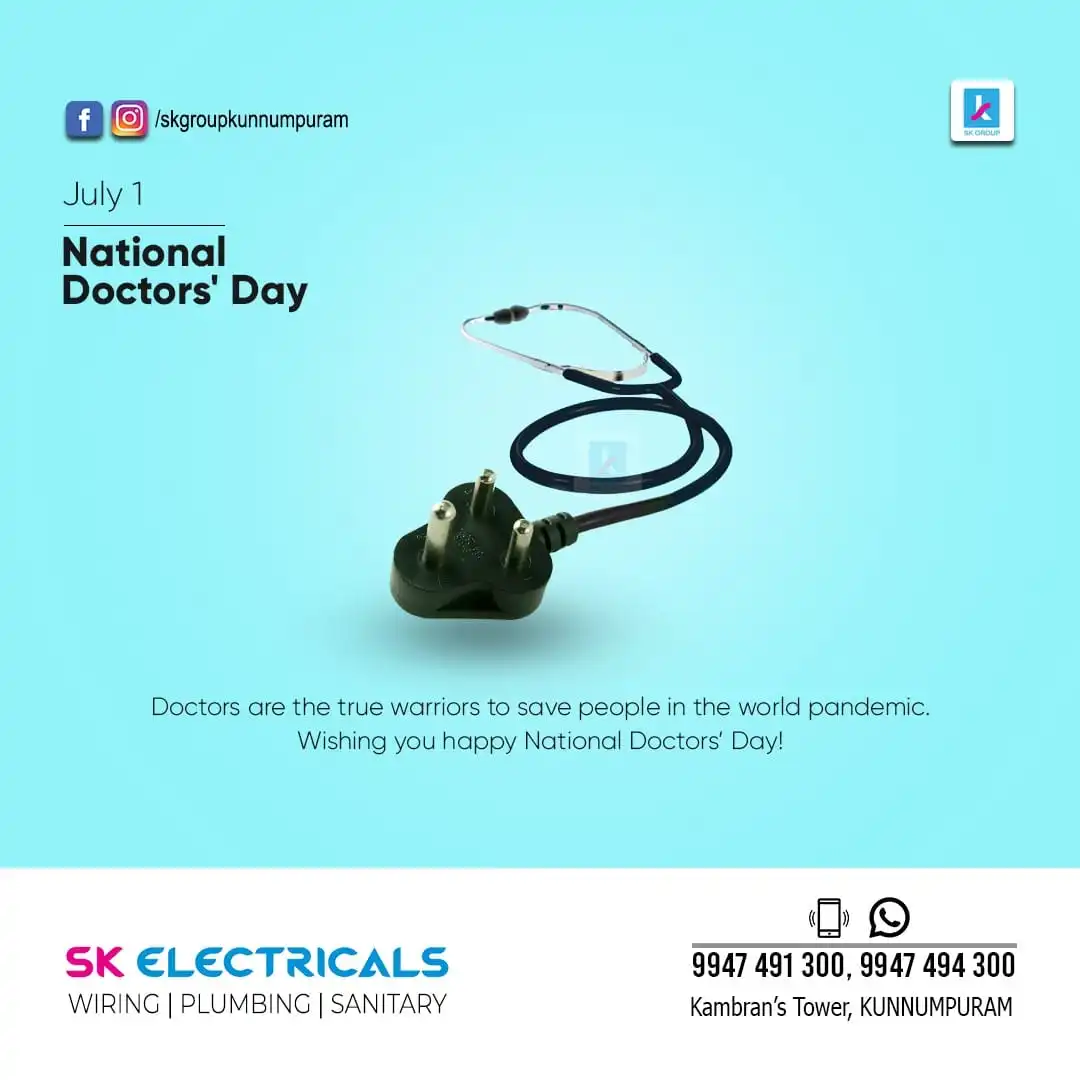 /skgroupkunnumpuram
SK GROUP
July 1
National
Doctors' Day
Doctors are the true warriors to save people in the world pandemic.
Wishing you happy National Doctors’ Day!
SK ELECTRICALS
WIRING | PLUMBING | SANITARY
9947 491 300, 9947 494 300
Kambran’s Tower, KUNNUMPURAM